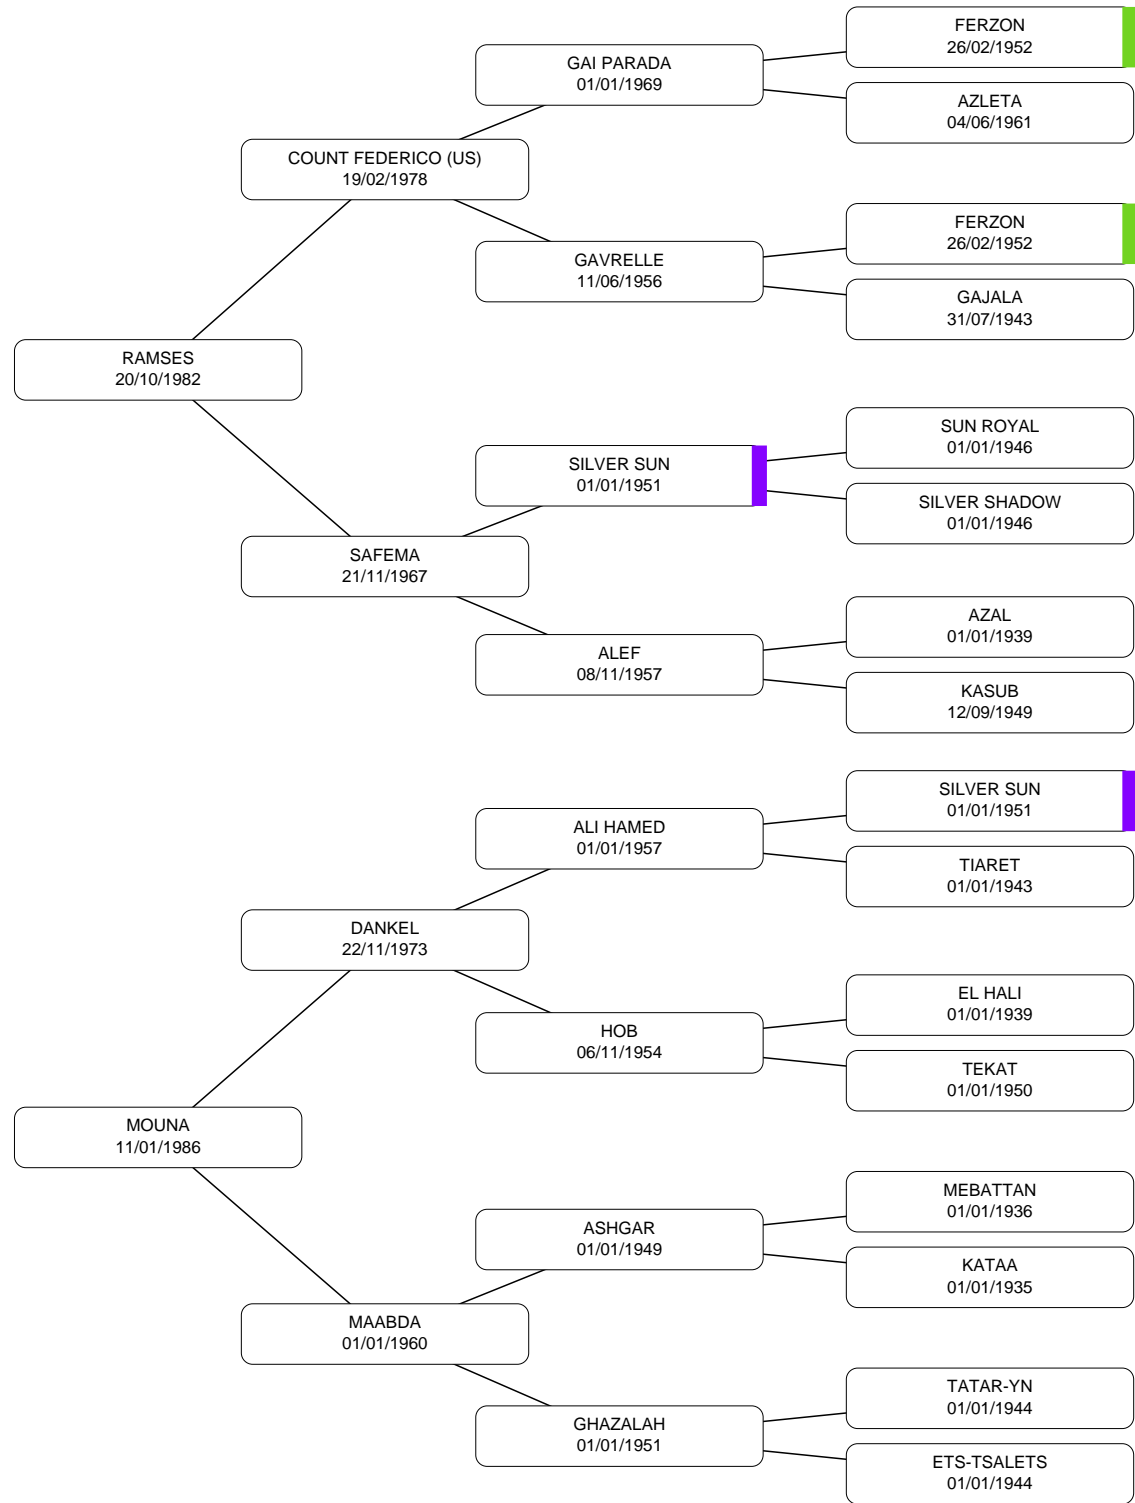 FERZON
26/02/1952
GAI PARADA
01/01/1969
AZLETA
04/06/1961
COUNT FEDERICO (US)
19/02/1978
FERZON
26/02/1952
GAVRELLE
11/06/1956
GAJALA
31/07/1943
RAMSES
20/10/1982
SUN ROYAL
01/01/1946
SILVER SUN
01/01/1951
SILVER SHADOW
01/01/1946
SAFEMA
21/11/1967
AZAL
01/01/1939
ALEF
08/11/1957
KASUB
12/09/1949
SILVER SUN
01/01/1951
ALI HAMED
01/01/1957
TIARET
01/01/1943
DANKEL
22/11/1973
EL HALI
01/01/1939
HOB
06/11/1954
TEKAT
01/01/1950
MOUNA
11/01/1986
MEBATTAN
01/01/1936
ASHGAR
01/01/1949
KATAA
01/01/1935
MAABDA
01/01/1960
TATAR-YN
01/01/1944
GHAZALAH
01/01/1951
ETS-TSALETS
01/01/1944